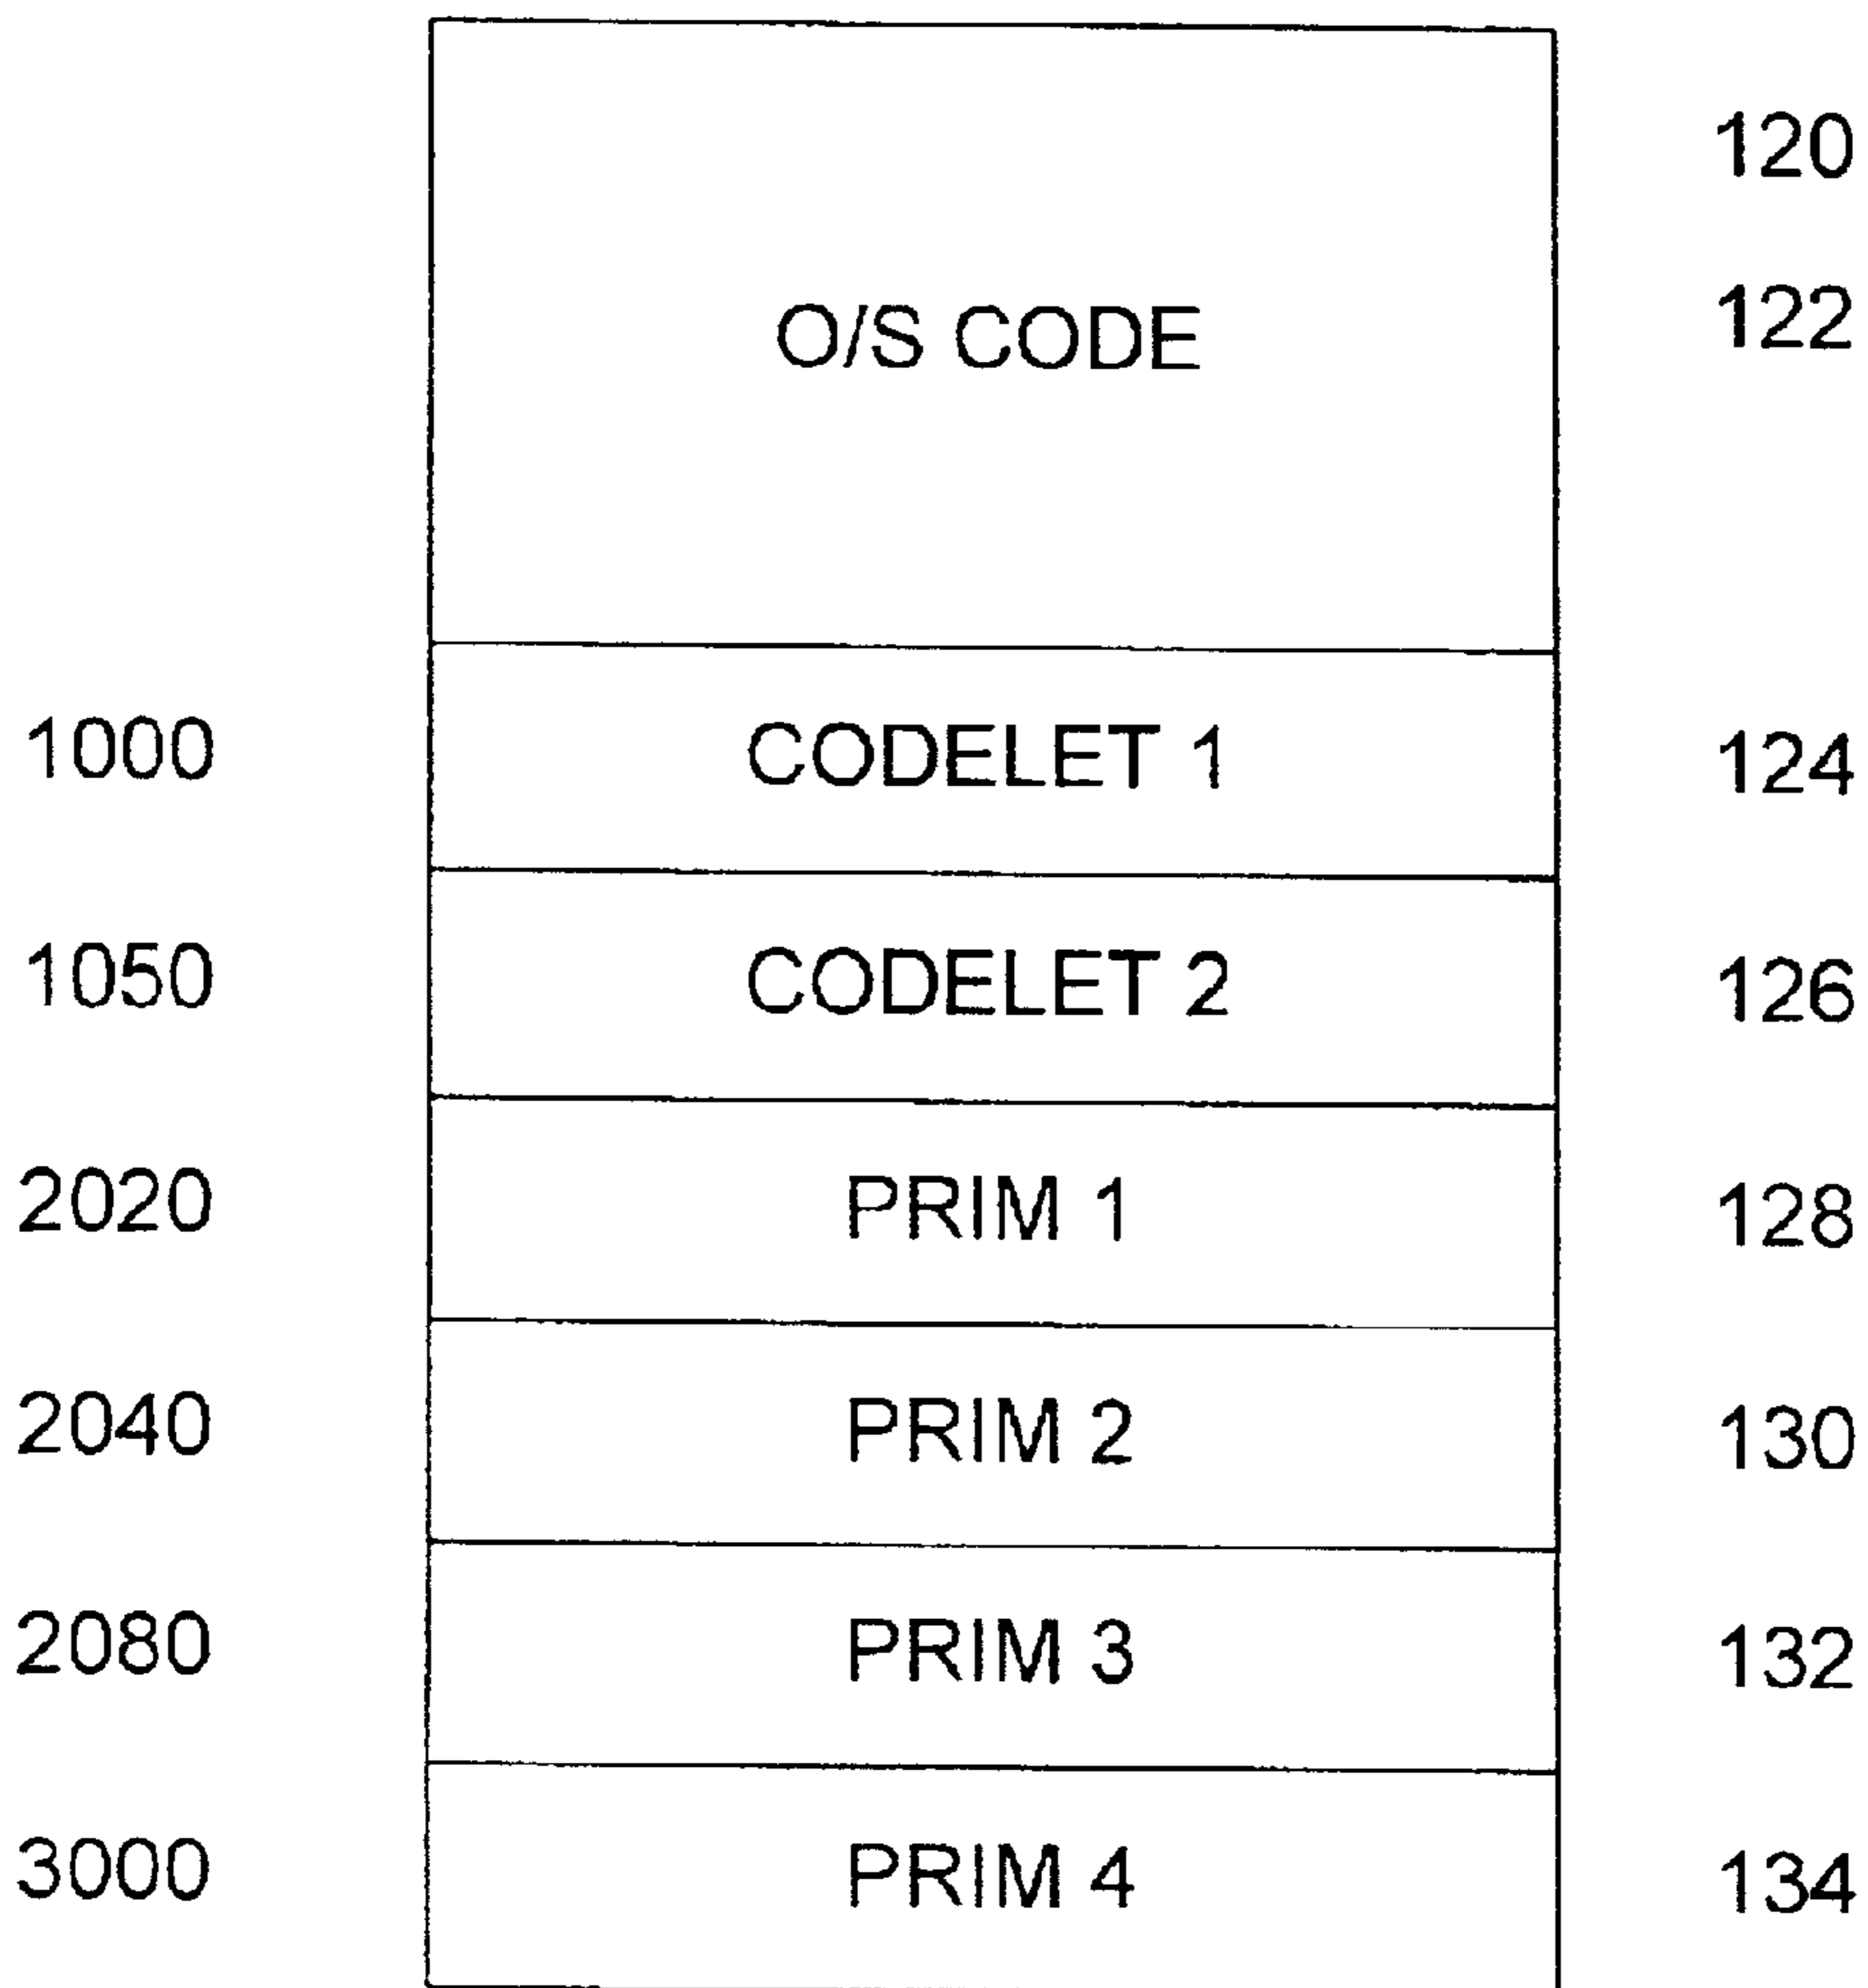 120
O/S CODE 122
1000 CODELET 1 124
1050 CODELET 2 126
2020 PRIM 1 128
2040 PRIM 2 130
2080 PRIM 3 132
3000 PRIM 4 134